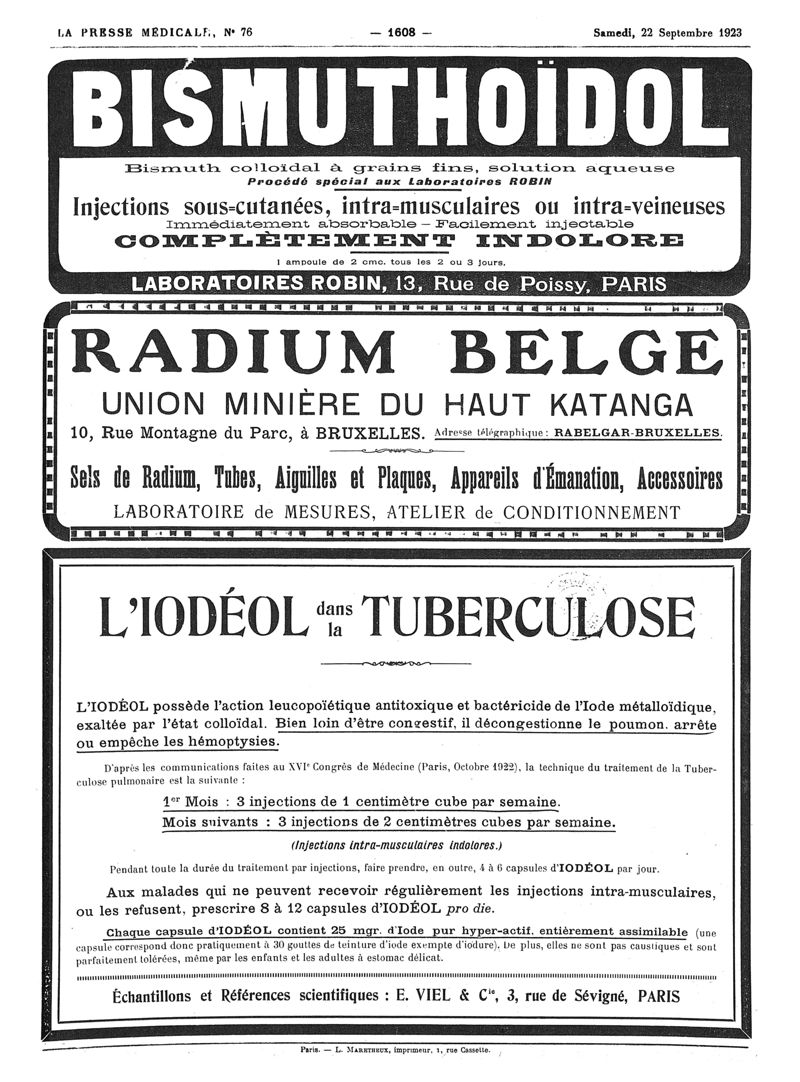 LA PRESSE MÉDICALE, N° 76 — 1608 — Samedi, 22 Septembre 1923
BISMUTHOÏDOL
Bismuth colloïdal à grains fins, solution aqueuse
Procédé spécial aux Laboratoires ROBIN
Injections sous-cutanées, intra-musculaires ou intra-veineuses
Immédiatement absorbable – Facilement injectable
COMPLÈTEMENT INDOLORE
1 ampoule de 2 cmc. tous les 2 ou 3 jours.
LABORATOIRES ROBIN, 13, Rue de Poissy, PARIS
RADIUM BELGE
UNION MINIÈRE DU HAUT KATANGA
10, Rue Montagne du Parc, à BRUXELLES. Adresse télégraphique : RABELGAR-BRUXELLES.
Sels de Radium, Tubes, Aiguilles et Plaques, Appareils d'Émanation, Accessoires
LABORATOIRE de MESURES, ATELIER de CONDITIONNEMENT
L'IODÉOL dans la TUBERCULOSE
L'IODÉOL possède l'action leucopoïétique antitoxique et bactéricide de l'Iode métalloïdique,
exaltée par l'état colloïdal. Bien loin d'être congestif, il décongestionne le poumon, arrête
ou empêche les hémoptysies.
D'après les communications faites au XVIe Congrès de Médecine (Paris, Octobre 1922), la technique du traitement de la Tuber-
culose pulmonaire est la suivante :
1er Mois : 3 injections de 1 centimètre cube par semaine.
Mois suivants : 3 injections de 2 centimètres cubes par semaine.
(Injections intra-musculaires indolores.)
Pendant toute la durée du traitement par injections, faire prendre, en outre, 4 à 6 capsules d'IODÉOL par jour.
Aux malades qui ne peuvent recevoir régulièrement les injections intra-musculaires,
ou les refusent, prescrire 8 à 12 capsules d'IODÉOL pro die.
Chaque capsule d'IODÉOL contient 25 mgr. d'Iode pur hyper-actif, entièrement assimilable (une
capsule correspond donc pratiquement à 30 gouttes de teinture d'iode exempte d'iodure). De plus, elles ne sont pas caustiques et sont
parfaitement tolérées, même par les enfants et les adultes à estomac délicat.
Échantillons et Références scientifiques : E. VIEL & Cie, 3, rue de Sévigné, PARIS
Paris. — L. MARETHEUX, imprimeur, 1, rue Cassette.